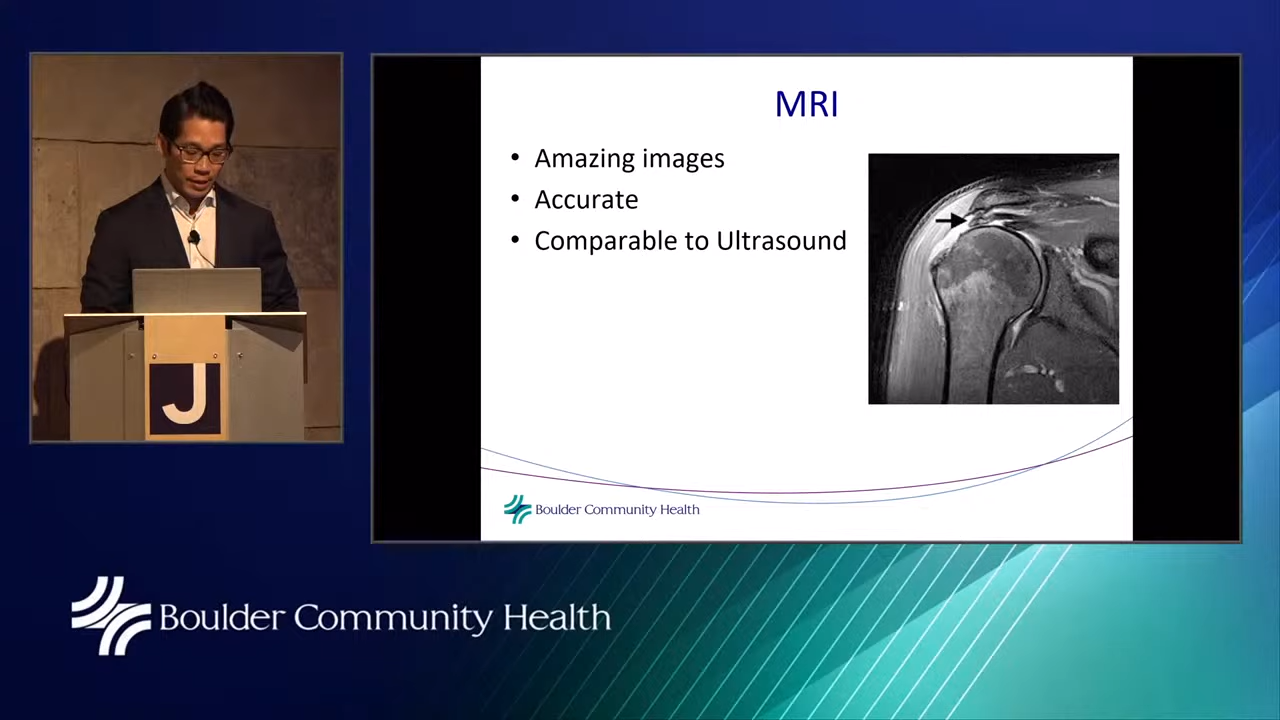 MRI
• Amazing images
• Accurate
• Comparable to Ultrasound
Boulder Community Health
J
Boulder Community Health